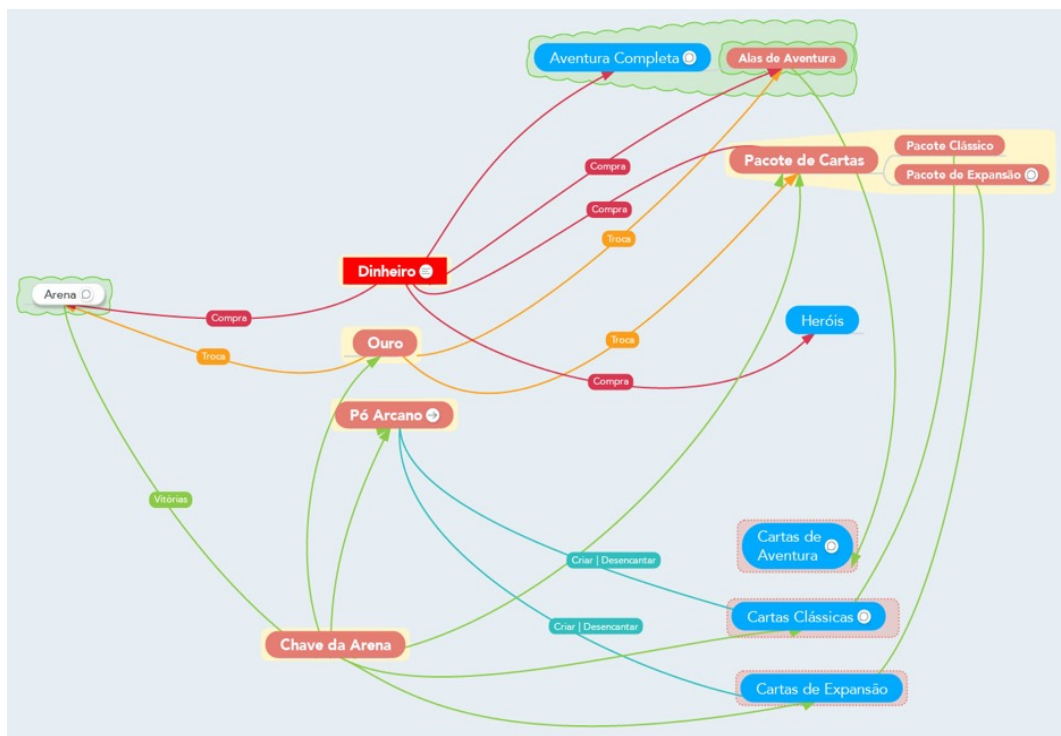 Aventura Completa
Alas de Aventura
Pacote Clássico
Pacote de Cartas
Compra
Pacote de Expansão
Compra
Troca
Dinheiro
Arena
Compra
Heróis
Ouro
Troca
Troca
Compra
Pó Arcano
Vitórias
Cartas de
Aventura
Criar | Desencantar
Cartas Clássicas
Criar | Desencantar
Chave da Arena
Cartas de Expansão